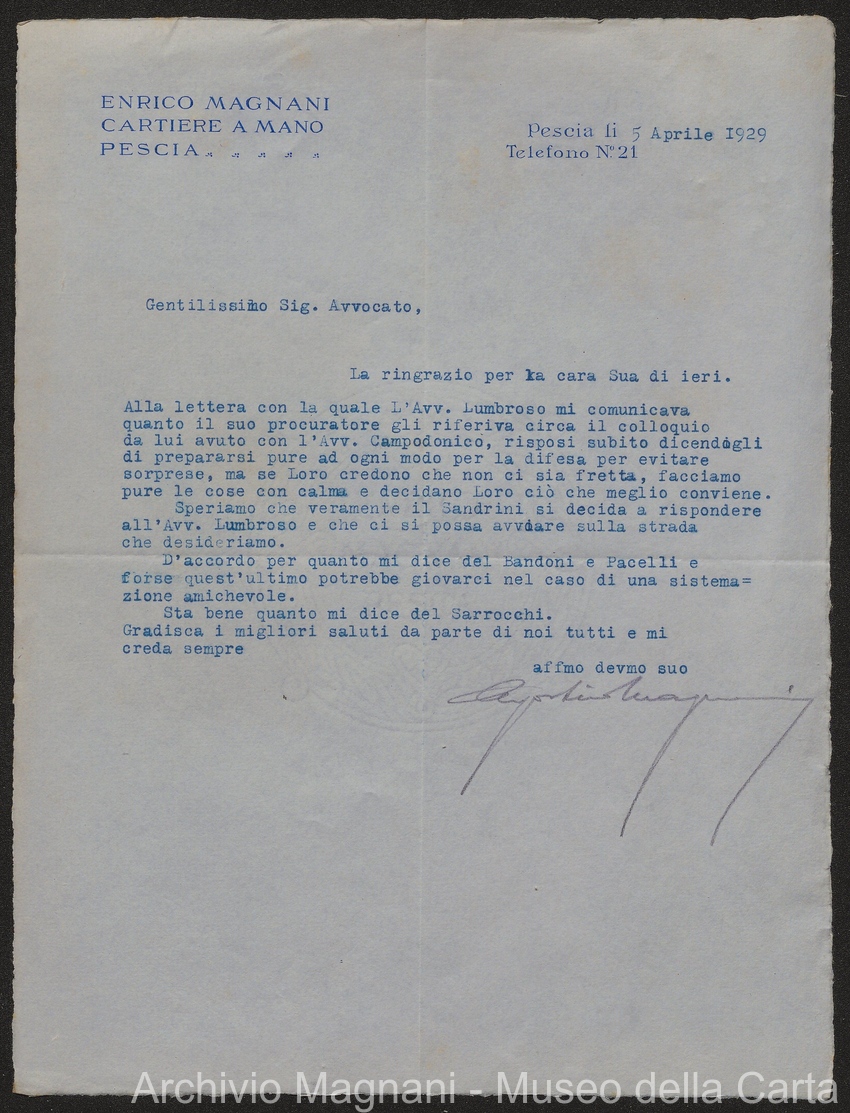 ENRICO MAGNANI
CARTIERE A MANO
PESCIA
Pescia li 5 Aprile 1929
Telefono N.º 21
Gentilissimo Sig. Avvocato,
La ringrazio per la cara Sua di ieri.
Alla lettera con la quale L'Avv. Lumbroso mi comunicava
quanto il suo procuratore gli riferiva circa il colloquio
da lui avuto con l'Avv. Campodonico, risposi subito dicendogli
di prepararsi pure ad ogni modo per la difesa per evitare
sorprese, ma se Loro credono che non ci sia fretta, facciamo
pure le cose con calma e decidano Loro ciò che meglio conviene.
Speriamo che veramente il Sandrini si decida a rispondere
all'Avv. Lumbroso e che ci si possa avviare sulla strada
che desideriamo.
D'accordo per quanto mi dice del Bandoni e Pacelli e
forse quest'ultimo potrebbe giovarci nel caso di una sistema=
zione amichevole.
Sta bene quanto mi dice del Sarrocchi.
Gradisca i migliori saluti da parte di noi tutti e mi
creda sempre
affmo devmo suo
Agostino Magnani
Archivio Magnani - Museo della Carta